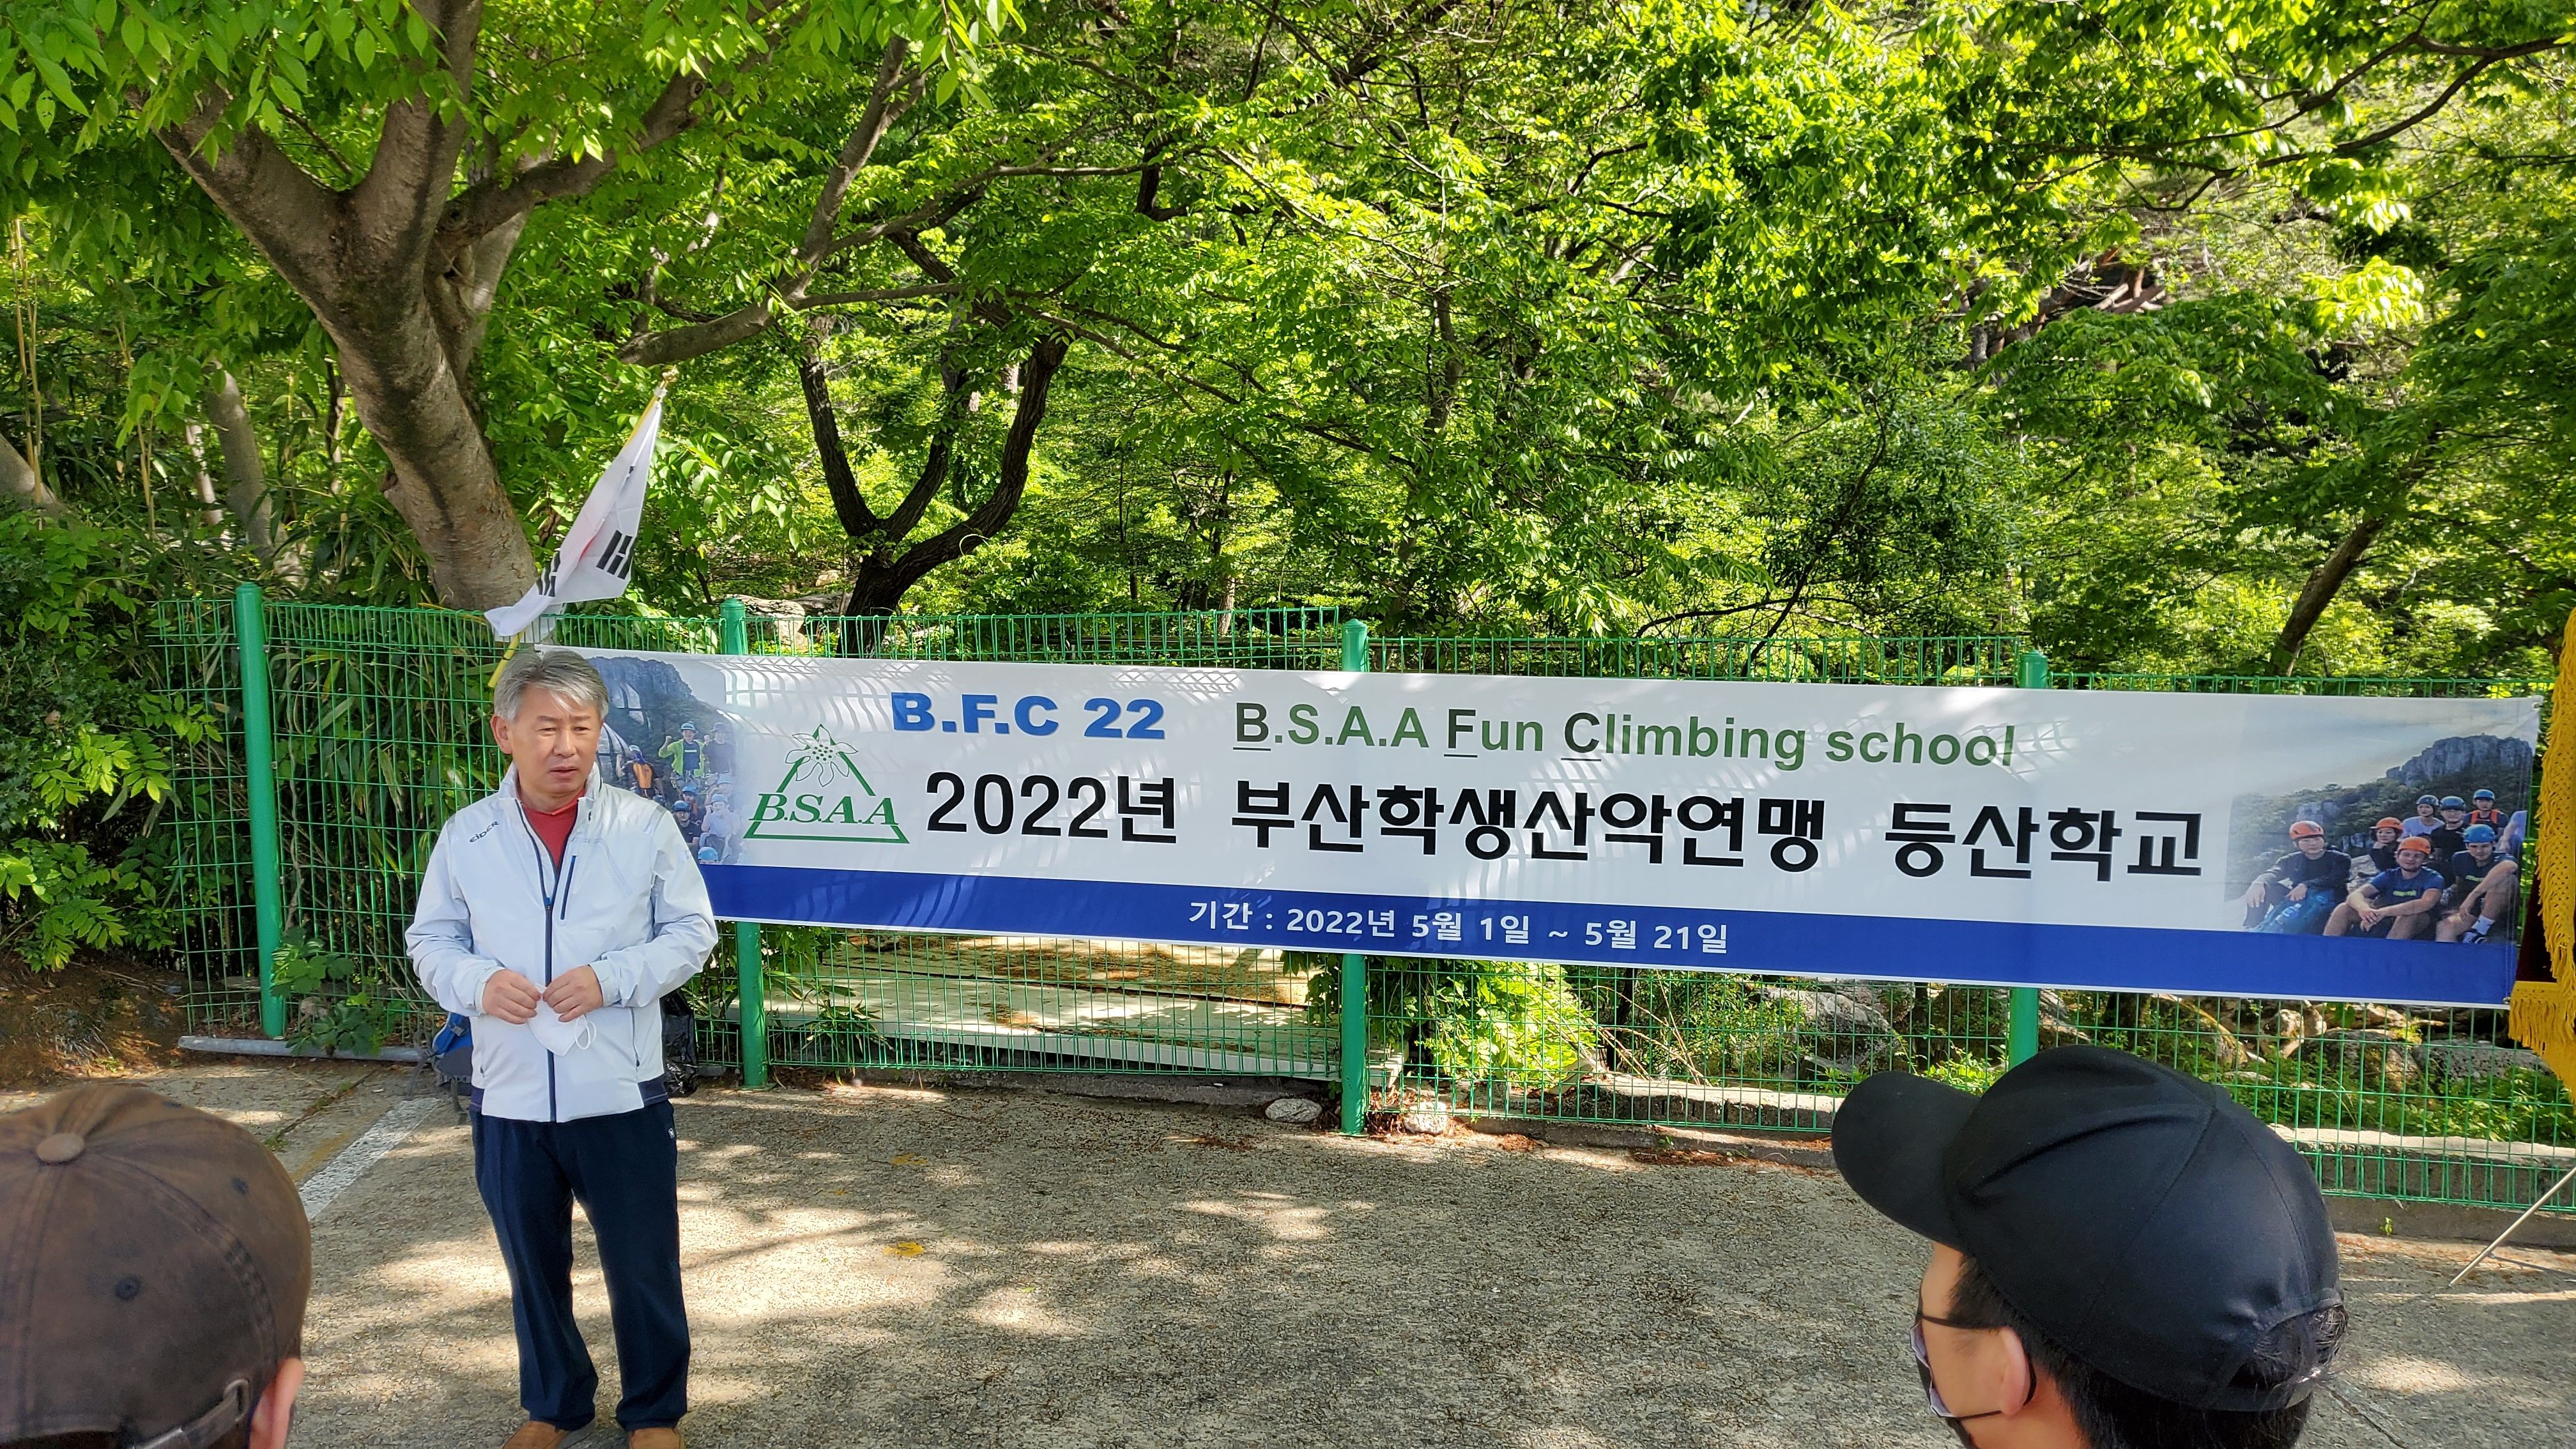 B.F.C 22 B.S.A.A Fun Climbing school
B.S.A.A
2022년 부산학생산악연맹 등산학교
기간 : 2022년 5월 1일 ~ 5월 21일
EIDER